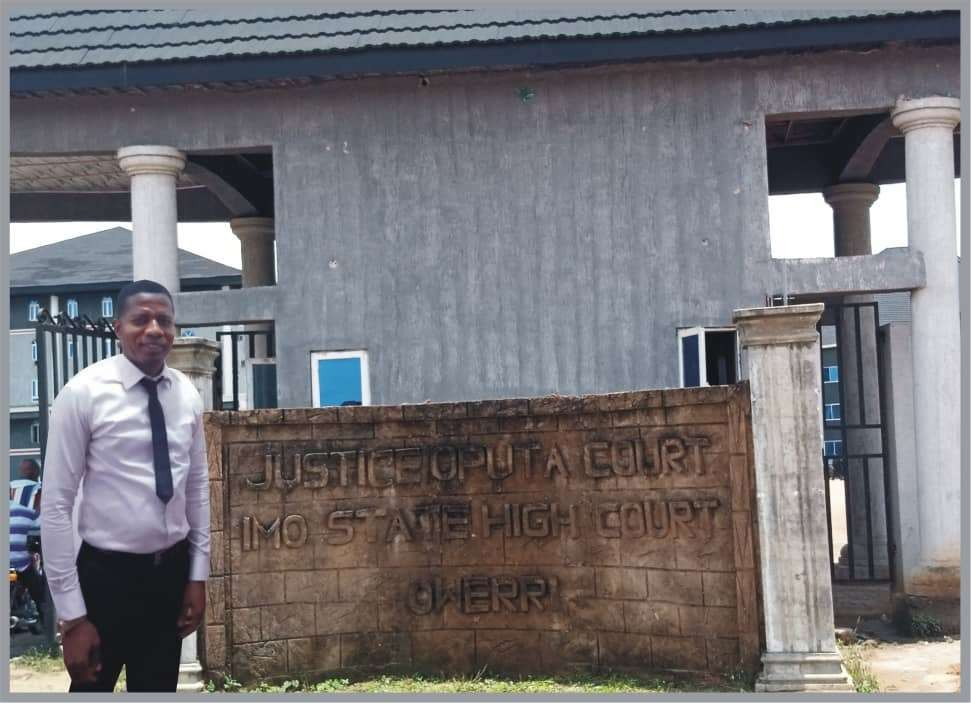 JUSTICE OPUTA COURT
IMO STATE HIGH COURT
OWERRI